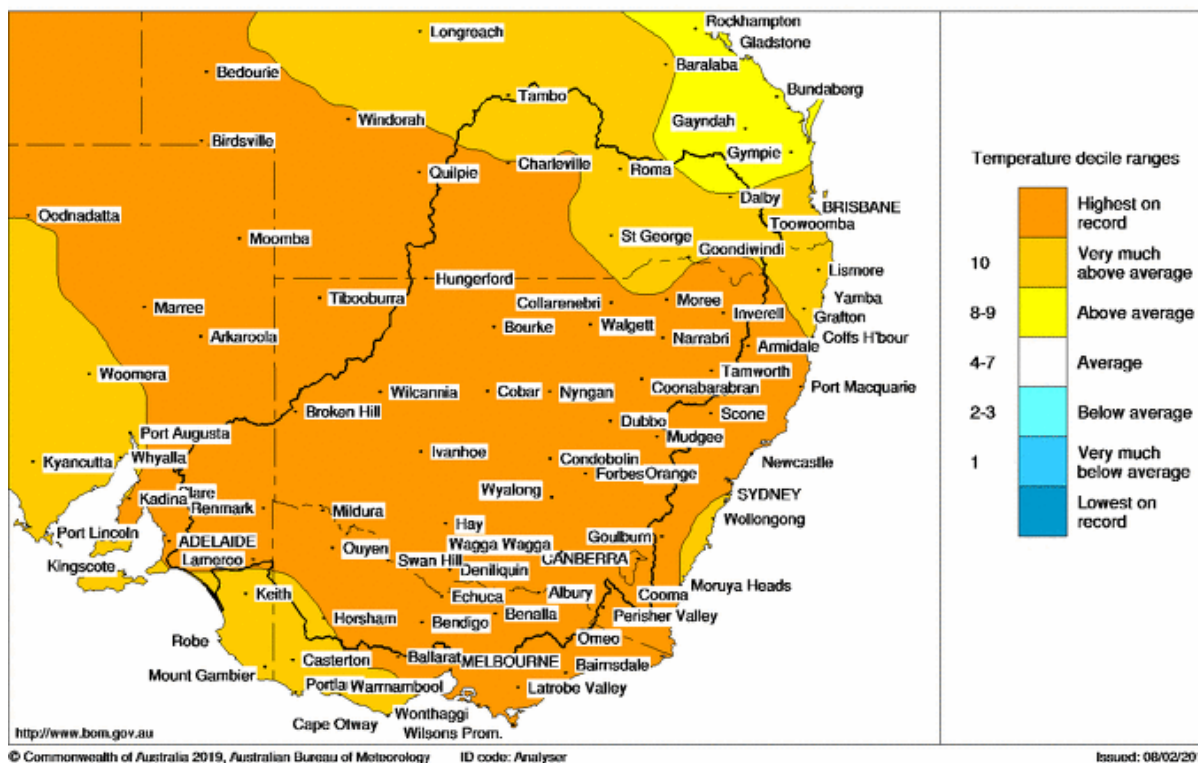 Rockhampton
Longreach
Gladstone
Bedourie
Baralaba
Tambo
Bundaberg
Windorah
Gayndah
Birdsville
Gympie
Charleville
Quilpie
Roma
Dalby
Oodnadatta
BRISBANE
Toowoomba
Moomba
St George
Goondiwindi
Hungerford
Lismore
Tibooburra
Collarenebri
Moree
Yamba
Marree
Inverell
Grafton
Bourke
Walgett
Arkaroola
Narrabri
Coffs H'bour
Armidale
Woomera
Tamworth
Wilcannia
Cobar
Nyngan
Coonabarabran
Port Macquarie
Broken Hill
Dubbo
Scone
Port Augusta
Mudgee
Ivanhoe
Kyancutta
Whyalla
Condobolin
Newcastle
Forbes
Orange
Wyalong
Kadina
Clare
SYDNEY
Renmark
Mildura
Wollongong
Port Lincoln
Hay
Goulburn
ADELAIDE
Ouyen
Wagga Wagga
Lameroo
Swan Hill
CANBERRA
Kingscote
Deniliquin
Moruya Heads
Keith
Echuca
Albury
Cooma
Horsham
Bendigo
Benalla
Perisher Valley
Robe
Omeo
Casterton
Ballarat
MELBOURNE
Bairnsdale
Mount Gambier
Portla
Warrnambool
Latrobe Valley
Cape Otway
Wonthaggi
Wilsons Prom.
http://www.bom.gov.au
Temperature decile ranges
Highest on
record
10
Very much
above average
8-9
Above average
4-7
Average
2-3
Below average
1
Very much
below average
Lowest on
record
© Commonwealth of Australia 2019, Australian Bureau of Meteorology
ID code: Analyser
Issued: 08/02/201